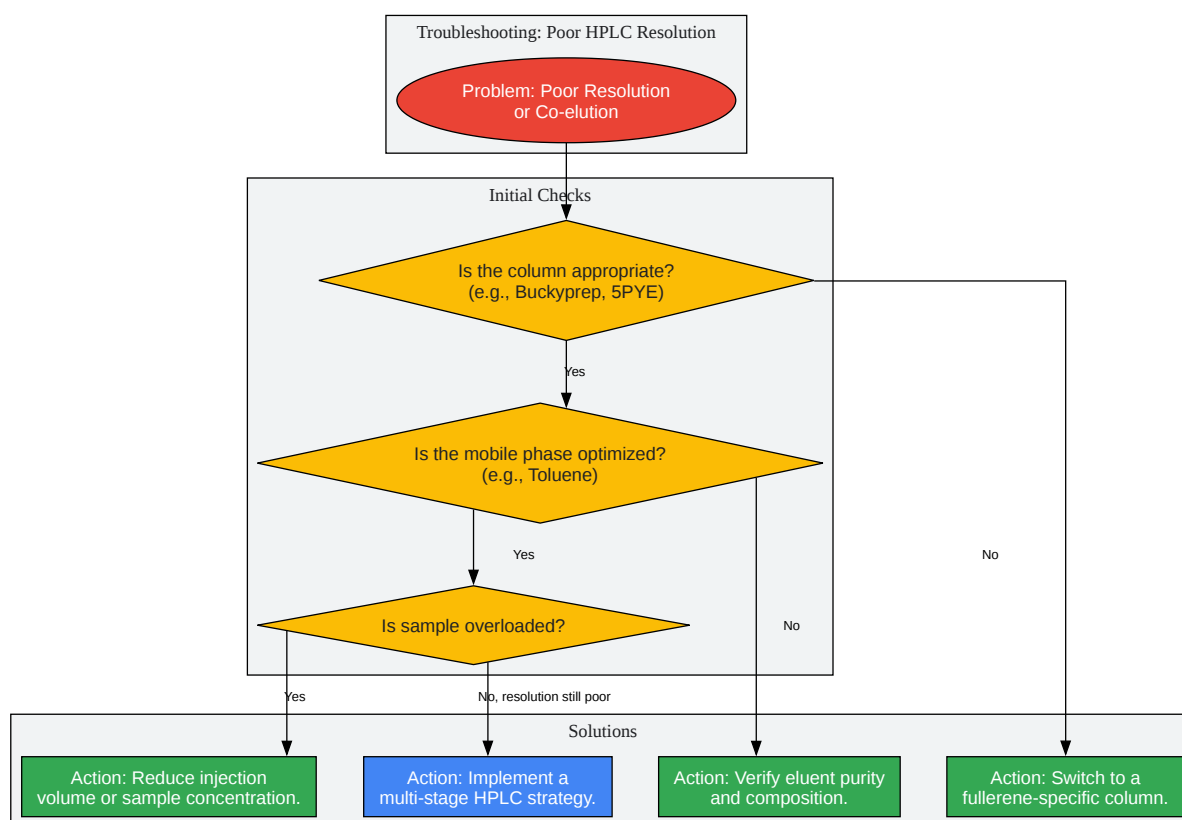 Troubleshooting: Poor HPLC Resolution
Problem: Poor Resolution
or Co-elution
Initial Checks
Is the column appropriate?
(e.g., Buckyprep, 5PYE)
Yes
Is the mobile phase optimized?
(e.g., Toluene)
Yes
No
Is sample overloaded?
No
Yes
No, resolution still poor
Solutions
Action: Reduce injection
volume or sample concentration.
Action: Implement a
multi-stage HPLC strategy.
Action: Verify eluent purity
and composition.
Action: Switch to a
fullerene-specific column.